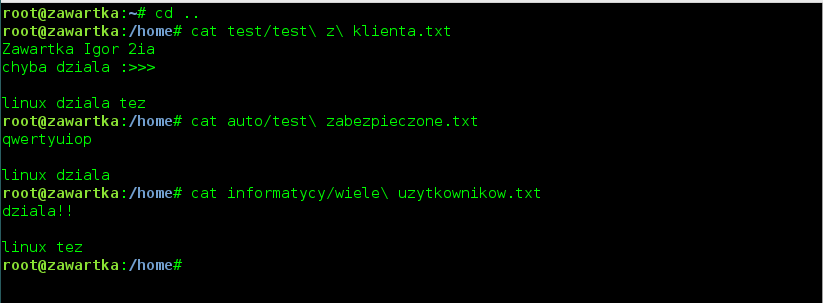 root@zawartka:~# cd ..
root@zawartka:/home# cat test/test\ z\ klienta.txt
Zawartka Igor 2ia
chyba dziala :>>>
linux dziala tez
root@zawartka:/home# cat auto/test\ zabezpieczone.txt
qwertyuiop
linux dziala
root@zawartka:/home# cat informatycy/wiele\ uzytkownikow.txt
dziala!!
linux tez
root@zawartka:/home#